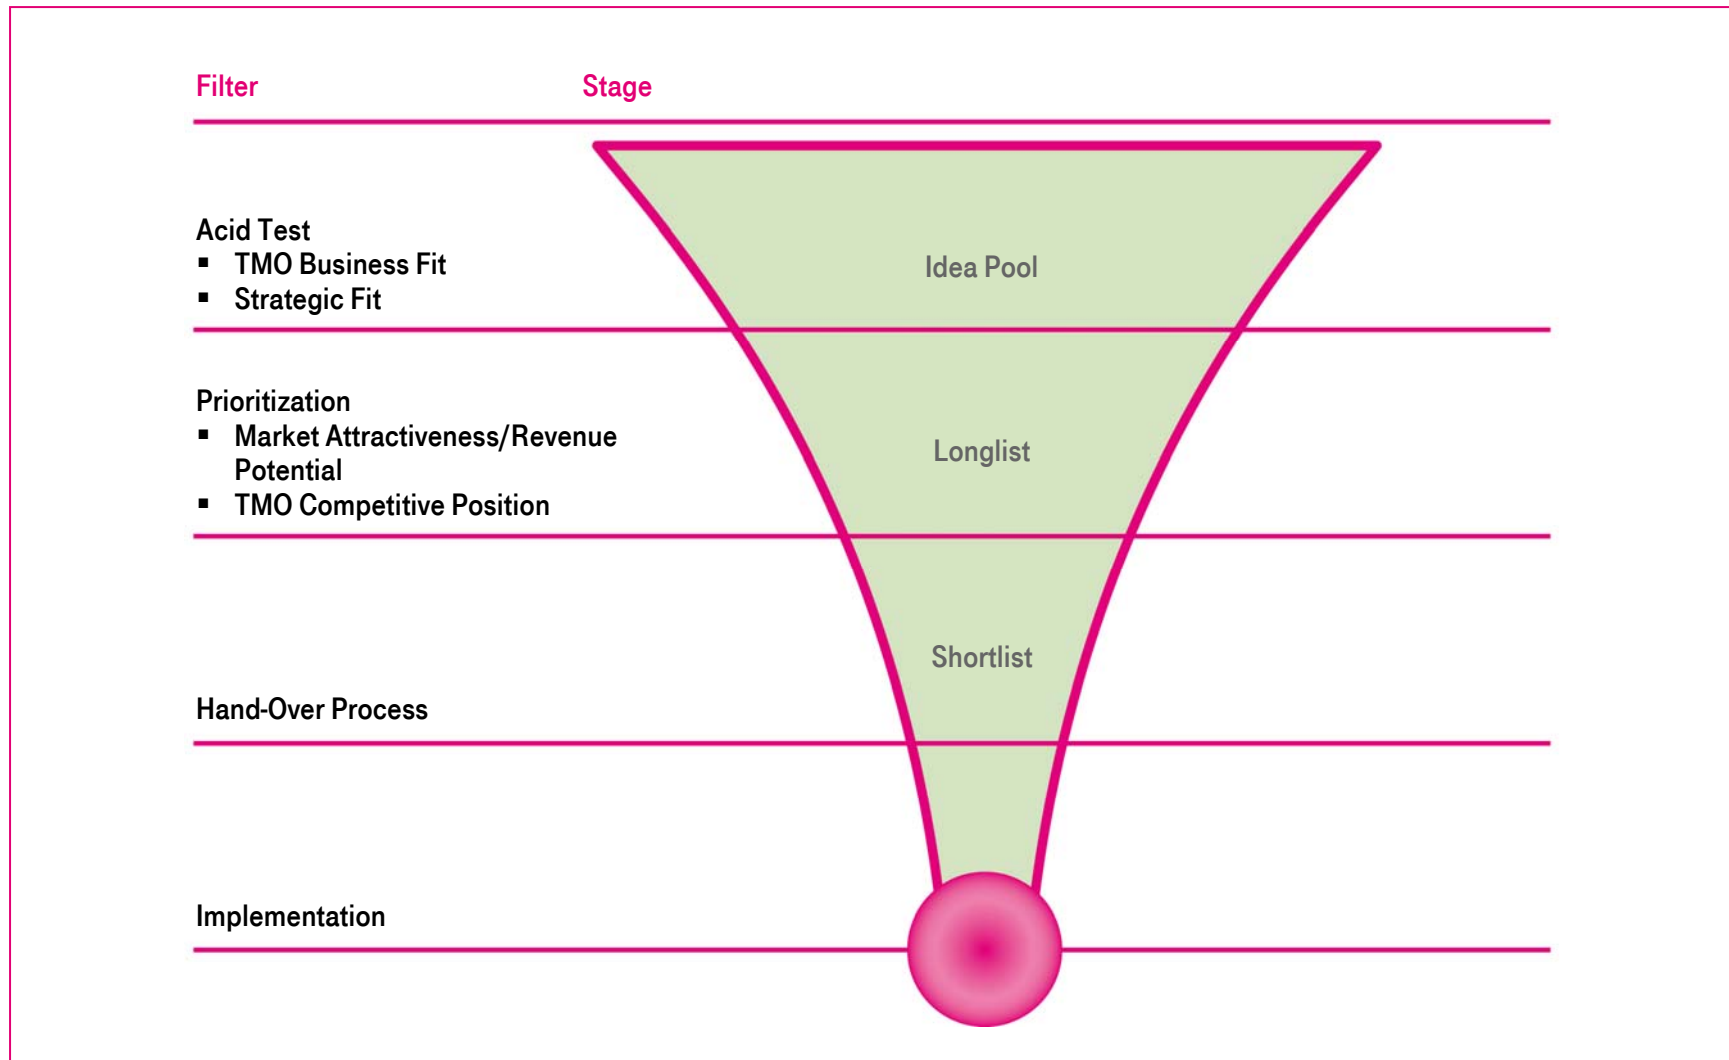 Filter Stage
Acid Test
▪ TMO Business Fit
▪ Strategic Fit
Idea Pool
Prioritization
▪ Market Attractiveness/Revenue
Potential
▪ TMO Competitive Position
Longlist
Shortlist
Hand-Over Process
Implementation